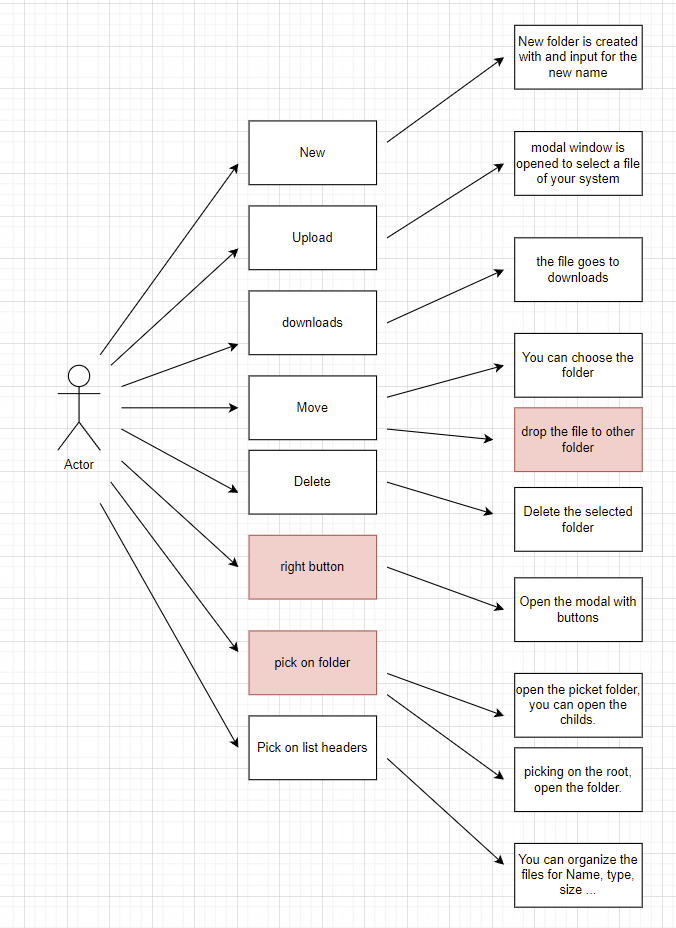 New folder is created
with and input for the
new name
New
modal window is
opened to select a file
of your system
Upload
the file goes to
downloads
downloads
You can choose the
folder
Move
drop the file to other
folder
Actor
Delete
Delete the selected
folder
right button
Open the modal with
buttons
pick on folder
open the picket folder,
you can open the
childs.
Pick on list headers
picking on the root,
open the folder.
You can organize the
files for Name, type,
size ...